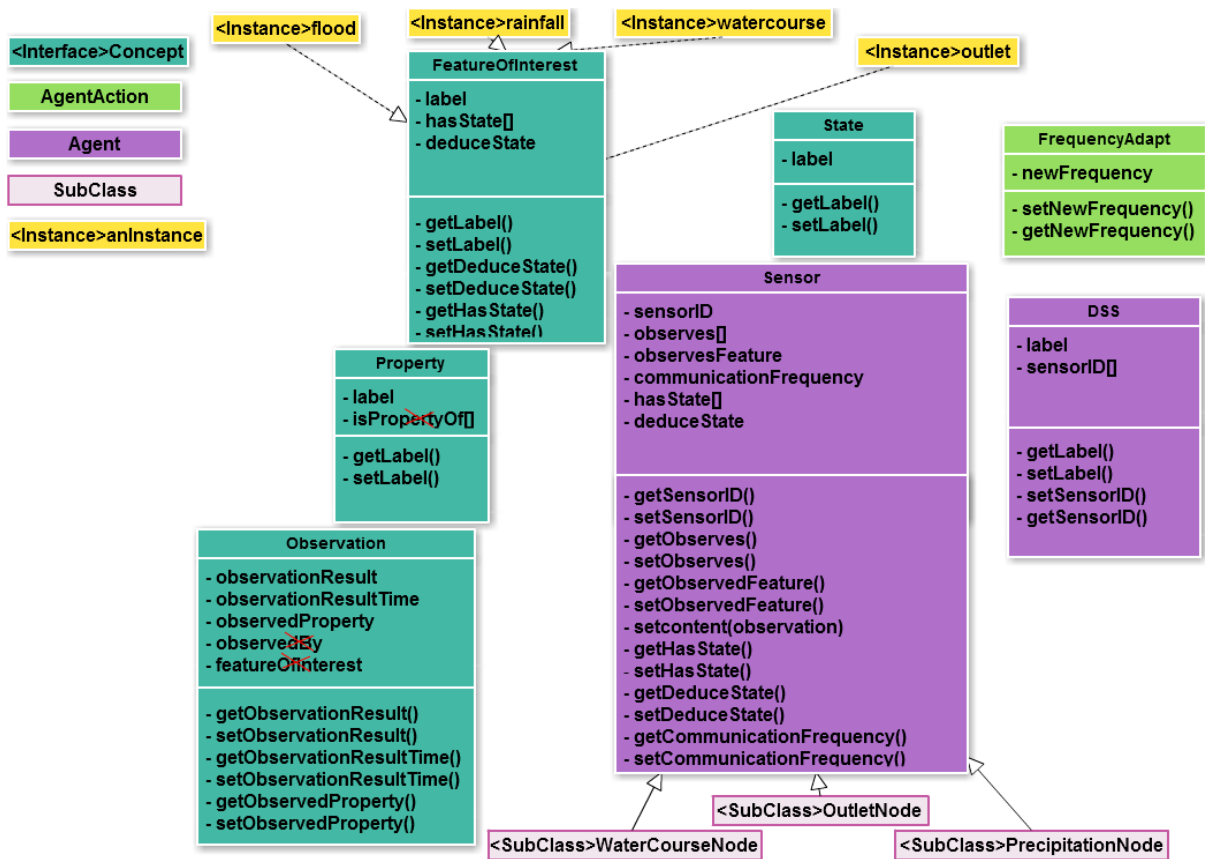 <Instance>flood
<Instance>rainfall
<Instance>watercourse
<Instance>outlet
<Interface>Concept
AgentAction
Agent
SubClass
<Instance>anInstance
FeatureOfInterest
- label
- hasState[]
- deduceState
- getLabel()
- setLabel()
- getDeduceState()
- setDeduceState()
- getHasState()
- setHasState()
State
- label
- getLabel()
- setLabel()
FrequencyAdapt
- newFrequency
- setNewFrequency()
- getNewFrequency()
Property
- label
- isPropertyOf[]
- getLabel()
- setLabel()
Sensor
- sensorID
- observes[]
- observesFeature
- communicationFrequency
- hasState[]
- deduceState
- getSensorID()
- setSensorID()
- getObserves()
- setObserves()
- getObservedFeature()
- setObservedFeature()
- setcontent(observation)
- getHasState()
- setHasState()
- getDeduceState()
- setDeduceState()
- getCommunicationFrequency()
- setCommunicationFrequency()
DSS
- label
- sensorID[]
- getLabel()
- setLabel()
- setSensorID()
- getSensorID()
Observation
- observationResult
- observationResultTime
- observedProperty
- observedBy
- featureOfInterest
- getObservationResult()
- setObservationResult()
- getObservationResultTime()
- setObservationResultTime()
- getObservedProperty()
- setObservedProperty()
<SubClass>OutletNode
<SubClass>WaterCourseNode
<SubClass>PrecipitationNode